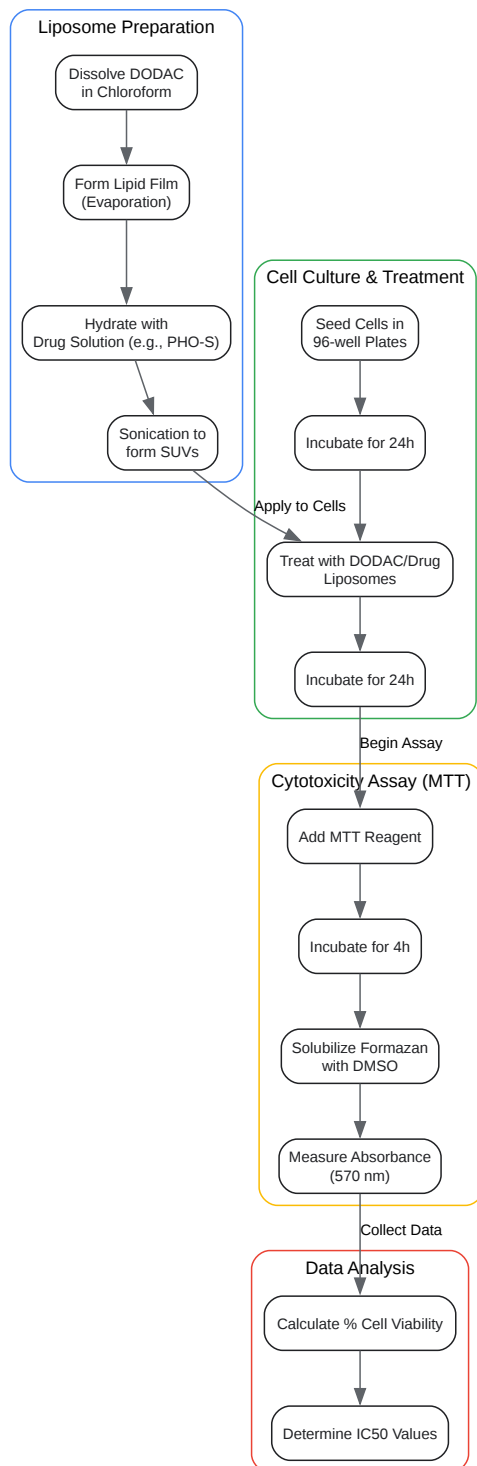 Liposome Preparation
Dissolve DODAC
in Chloroform
Form Lipid Film
(Evaporation)
Hydrate with
Drug Solution (e.g., PHO-S)
Sonication to
form SUVs
Cell Culture & Treatment
Seed Cells in
96-well Plates
Incubate for 24h
Apply to Cells
Treat with DODAC/Drug
Liposomes
Incubate for 24h
Begin Assay
Cytotoxicity Assay (MTT)
Add MTT Reagent
Incubate for 4h
Solubilize Formazan
with DMSO
Measure Absorbance
(570 nm)
Collect Data
Data Analysis
Calculate % Cell Viability
Determine IC50 Values